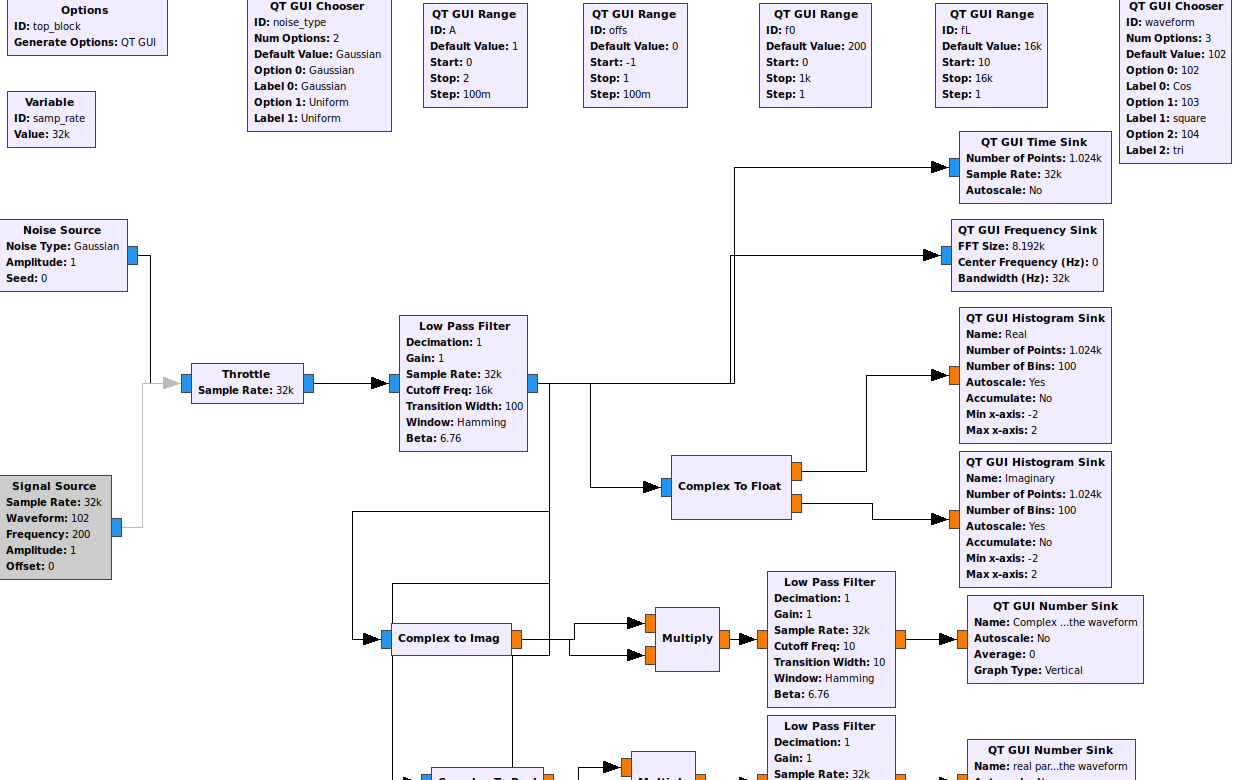 Options
ID: top_block
Generate Options: QT GUI
Variable
ID: samp_rate
Value: 32k
QT GUI Chooser
ID: noise_type
Num Options: 2
Default Value: Gaussian
Option 0: Gaussian
Label 0: Gaussian
Option 1: Uniform
Label 1: Uniform
QT GUI Range
ID: A
Default Value: 1
Start: 0
Stop: 2
Step: 100m
QT GUI Range
ID: offs
Default Value: 0
Start: -1
Stop: 1
Step: 100m
QT GUI Range
ID: f0
Default Value: 200
Start: 0
Stop: 1k
Step: 1
QT GUI Range
ID: fL
Default Value: 16k
Start: 10
Stop: 16k
Step: 1
QT GUI Chooser
ID: waveform
Num Options: 3
Default Value: 102
Option 0: 102
Label 0: Cos
Option 1: 103
Label 1: square
Option 2: 104
Label 2: tri
Noise Source
Noise Type: Gaussian
Amplitude: 1
Seed: 0
Signal Source
Sample Rate: 32k
Waveform: 102
Frequency: 200
Amplitude: 1
Offset: 0
Throttle
Sample Rate: 32k
Low Pass Filter
Decimation: 1
Gain: 1
Sample Rate: 32k
Cutoff Freq: 16k
Transition Width: 100
Window: Hamming
Beta: 6.76
QT GUI Time Sink
Number of Points: 1.024k
Sample Rate: 32k
Autoscale: No
QT GUI Frequency Sink
FFT Size: 8.192k
Center Frequency (Hz): 0
Bandwidth (Hz): 32k
QT GUI Histogram Sink
Name: Real
Number of Points: 1.024k
Number of Bins: 100
Autoscale: Yes
Accumulate: No
Min x-axis: -2
Max x-axis: 2
Complex To Float
QT GUI Histogram Sink
Name: Imaginary
Number of Points: 1.024k
Number of Bins: 100
Autoscale: Yes
Accumulate: No
Min x-axis: -2
Max x-axis: 2
Complex to Imag
Multiply
Low Pass Filter
Decimation: 1
Gain: 1
Sample Rate: 32k
Cutoff Freq: 10
Transition Width: 10
Window: Hamming
Beta: 6.76
QT GUI Number Sink
Name: Complex ...the waveform
Autoscale: No
Average: 0
Graph Type: Vertical
Low Pass Filter
Decimation: 1
Gain: 1
Sample Rate: 32k
QT GUI Number Sink
Name: real par...the waveform